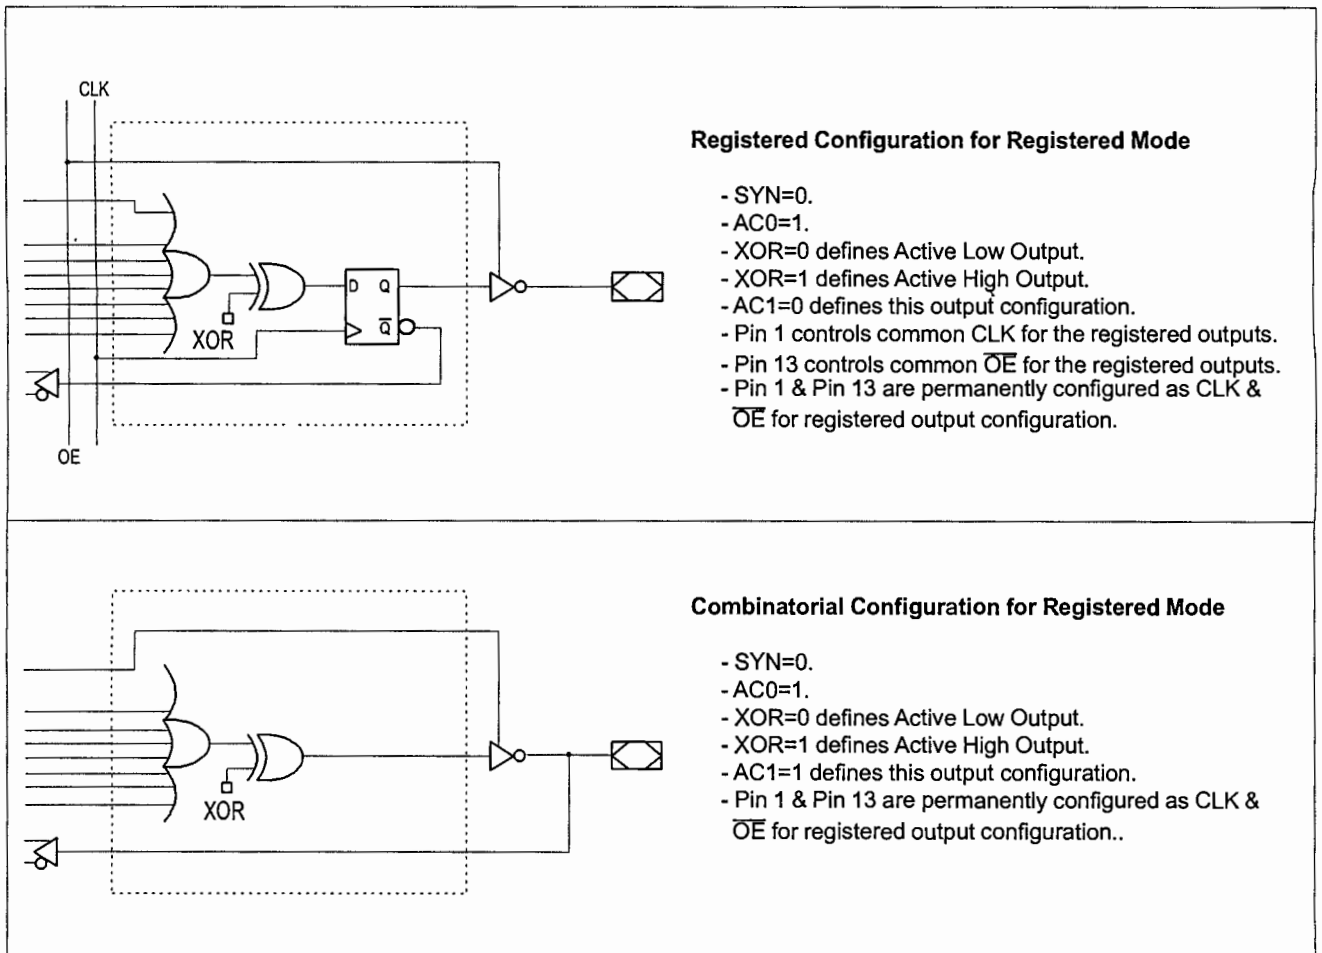 CLK
Registered Configuration for Registered Mode
- SYN=0.
- AC0=1.
- XOR=0 defines Active Low Output.
- XOR=1 defines Active High Output.
- AC1=0 defines this output configuration.
- Pin 1 controls common CLK for the registered outputs.
- Pin 13 controls common O̅E̅ for the registered outputs.
- Pin 1 & Pin 13 are permanently configured as CLK &
O̅E̅ for registered output configuration.
D Q
Q̅
XOR
OE
Combinatorial Configuration for Registered Mode
- SYN=0.
- AC0=1.
- XOR=0 defines Active Low Output.
- XOR=1 defines Active High Output.
- AC1=1 defines this output configuration.
- Pin 1 & Pin 13 are permanently configured as CLK &
O̅E̅ for registered output configuration..
XOR